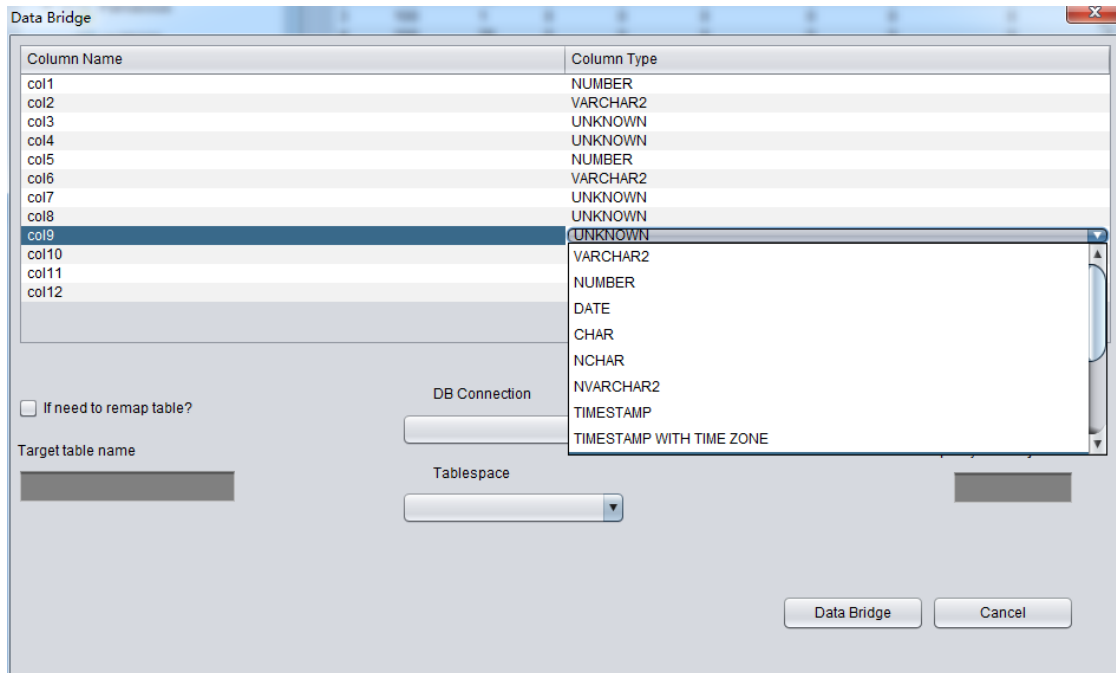 Data Bridge
Column Name Column Type
col1 NUMBER
col2 VARCHAR2
col3 UNKNOWN
col4 UNKNOWN
col5 NUMBER
col6 VARCHAR2
col7 UNKNOWN
col8 UNKNOWN
col9 UNKNOWN
col10 VARCHAR2
col11 NUMBER
col12 DATE
CHAR
NCHAR
NVARCHAR2
TIMESTAMP
TIMESTAMP WITH TIME ZONE
If need to remap table?
DB Connection
Target table name
Tablespace
Data Bridge Cancel